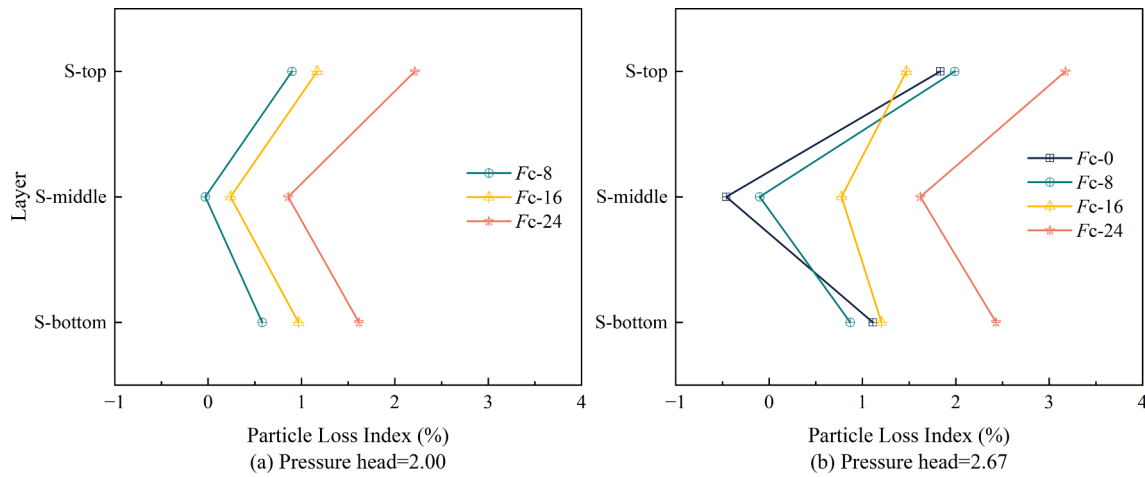 Layer
S-top
S-middle
S-bottom
Fc-8
Fc-16
Fc-24
−1 0 1 2 3 4
Particle Loss Index (%)
(a) Pressure head=2.00
S-top
S-middle
S-bottom
Fc-0
Fc-8
Fc-16
Fc-24
−1 0 1 2 3 4
Particle Loss Index (%)
(b) Pressure head=2.67